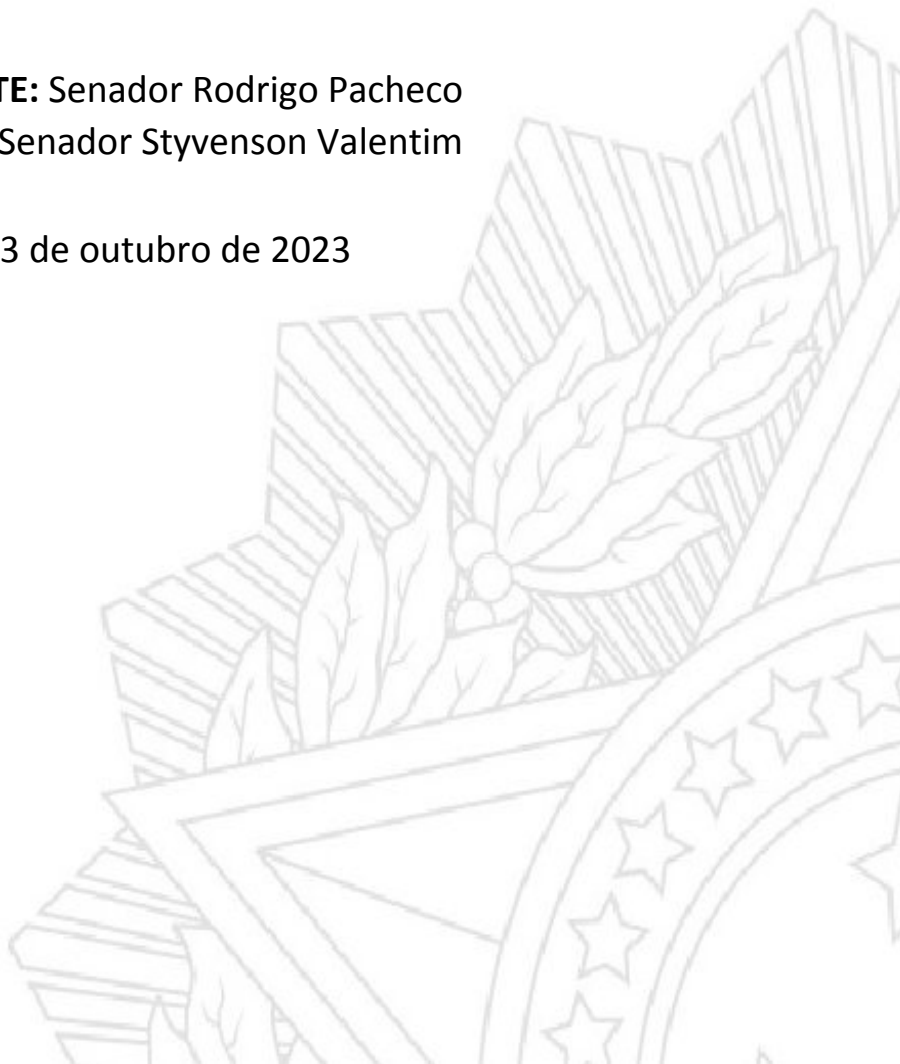 TE: Senador Rodrigo Pacheco
Senador Styvenson Valentim
3 de outubro de 2023